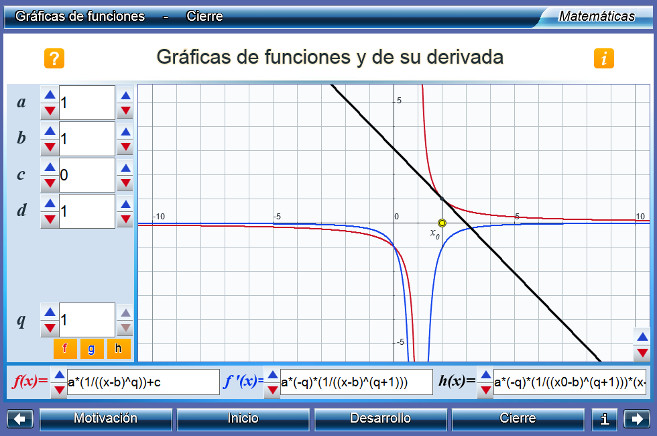 Gráficas de funciones - Cierre Matemáticas
? Gráficas de funciones y de su derivada i
a 1
b 1
c 0
d 1
q 1
f g h
5
-10 -5 0 5 10
x0
-5
f(x)= a*(1/((x-b)^q))+c f '(x)= a*(-q)*(1/((x-b)^(q+1))) h(x)= a*(-q)*(1/((x0-b)^(q+1)))*(x-
Motivación Inicio Desarrollo Cierre i